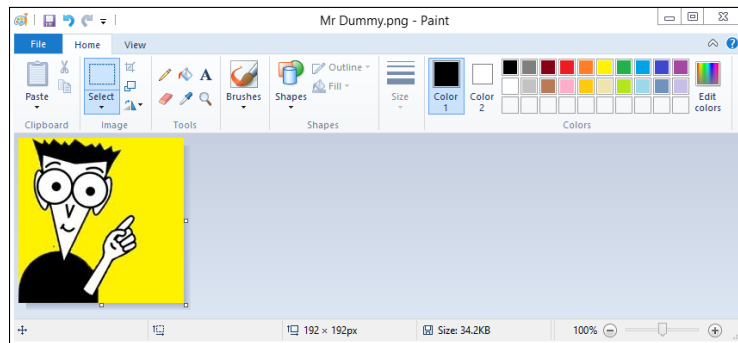 Mr Dummy.png - Paint
File Home View
Paste
Select
Brushes
Shapes
Outline
Fill
Size
Color 1
Color 2
Edit colors
Clipboard Image Tools Shapes Colors
192 × 192px Size: 34.2KB 100%